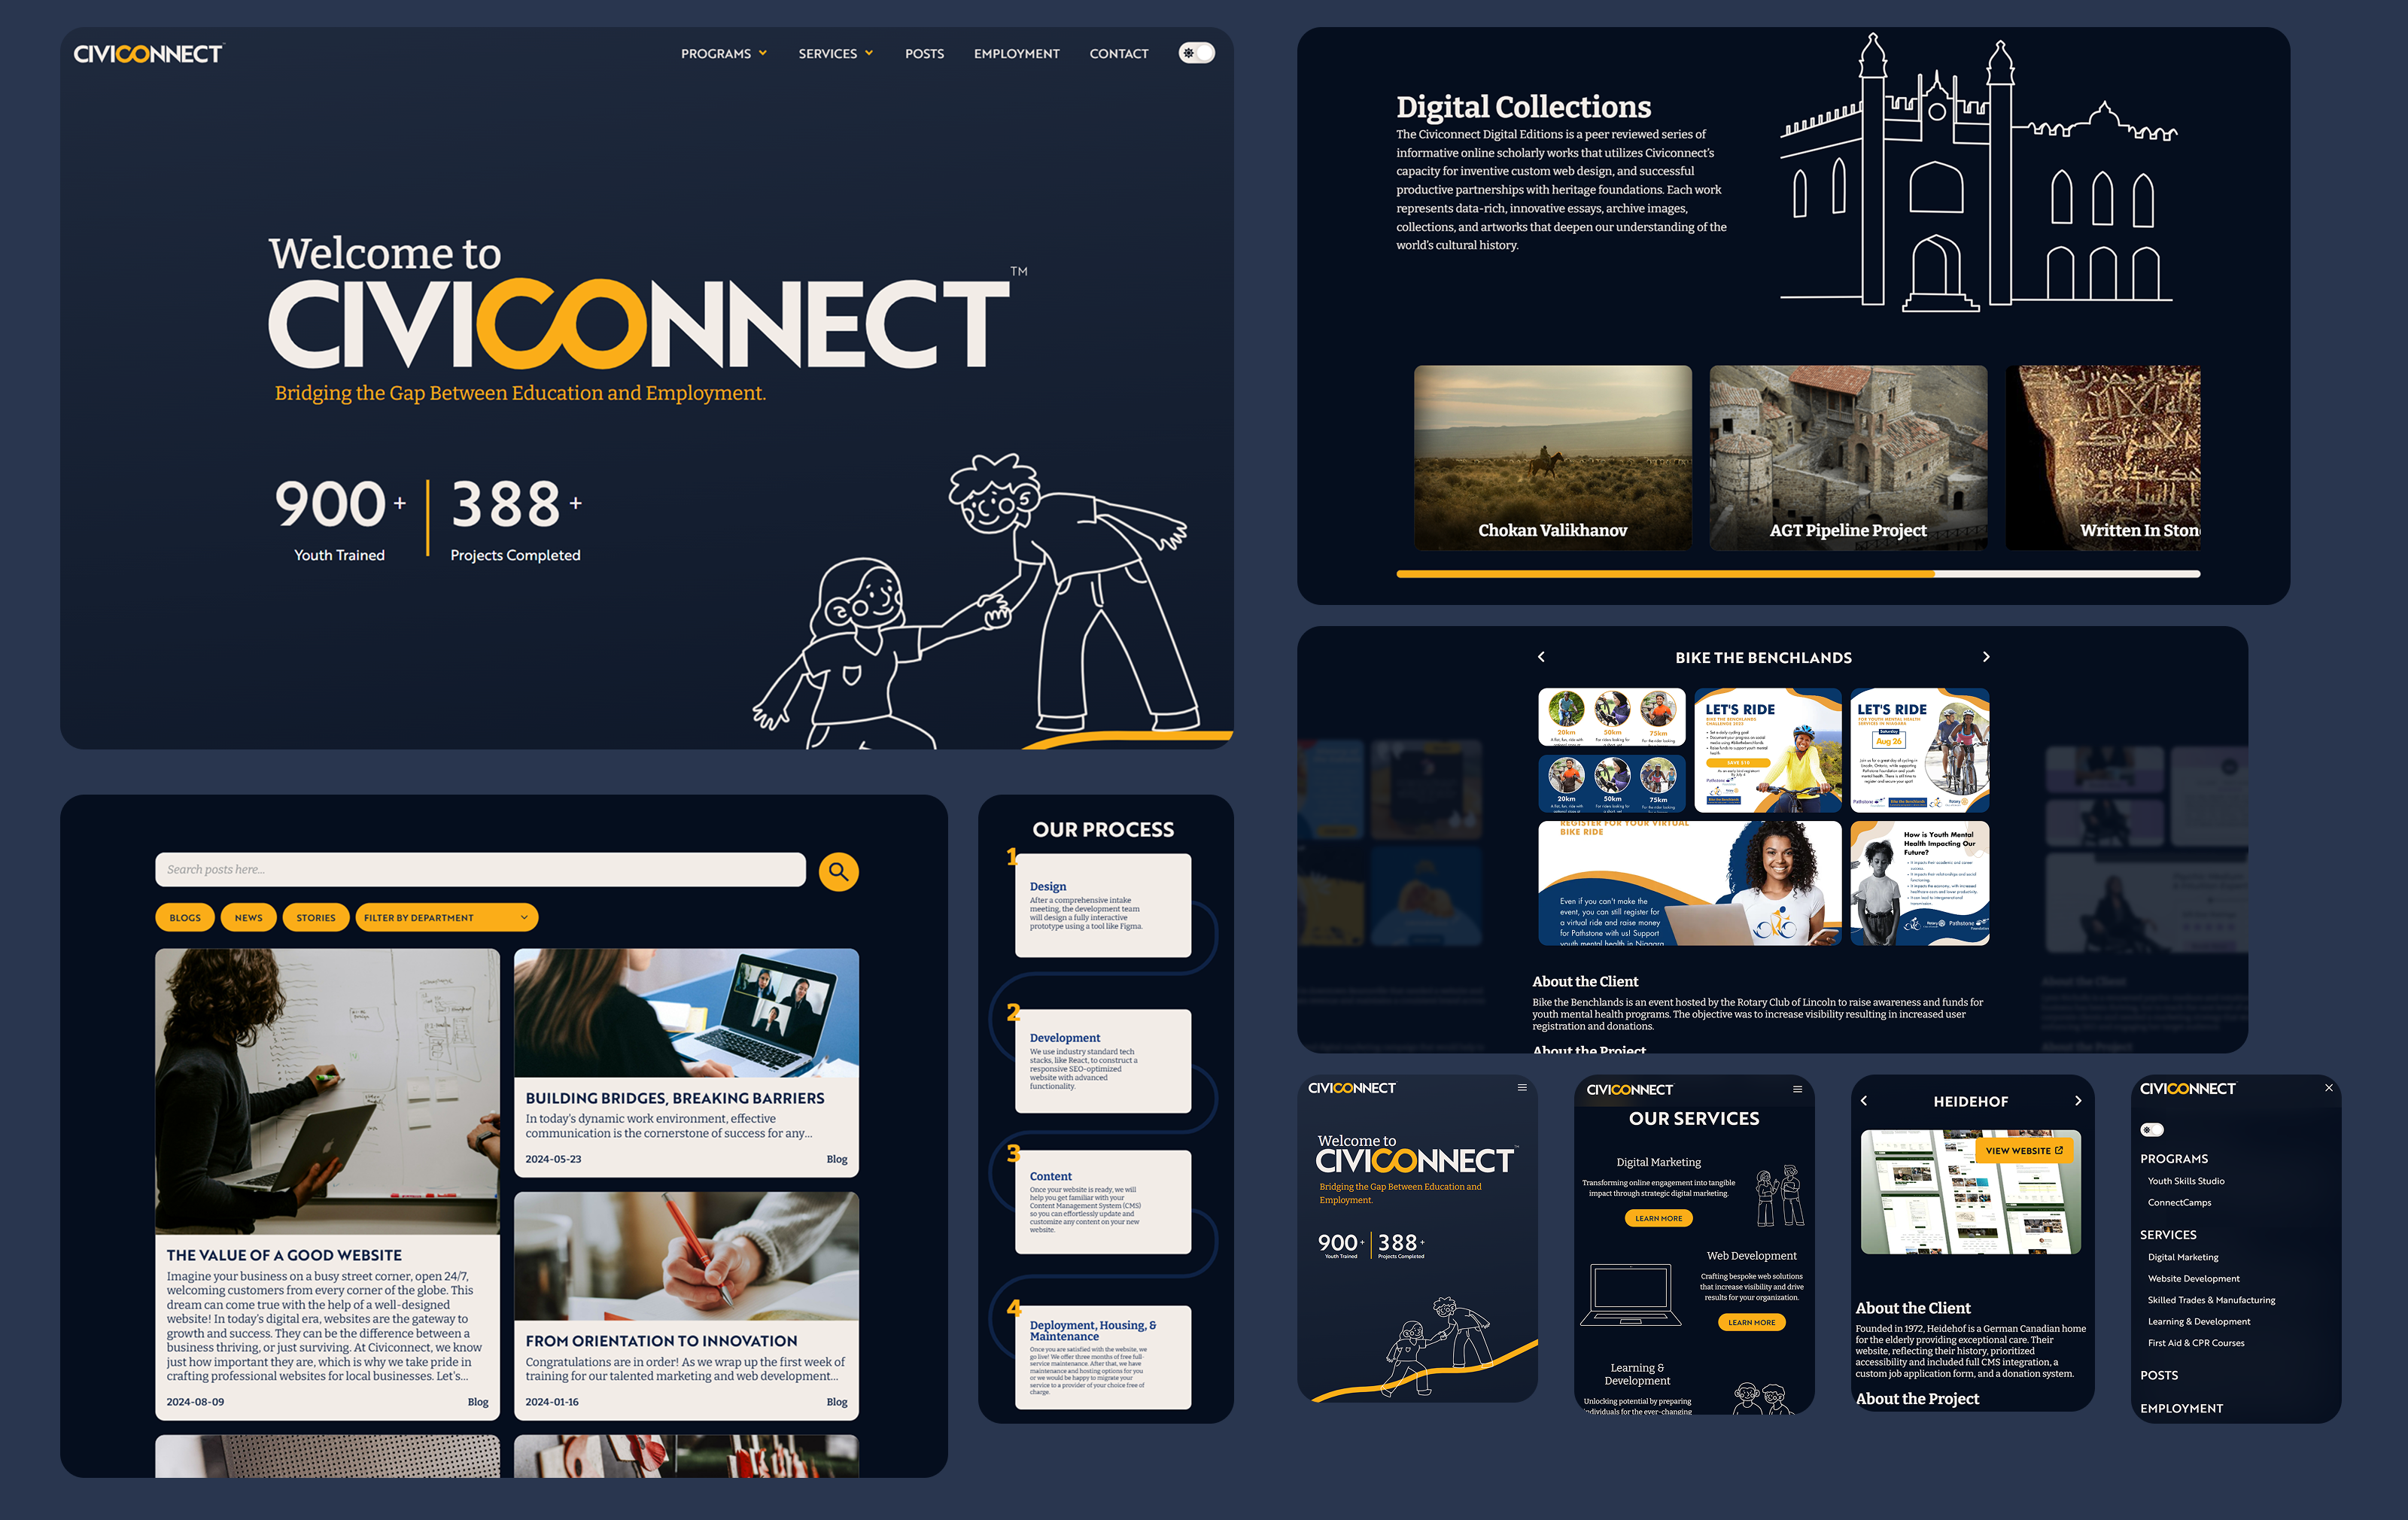 CIVICONNECT
PROGRAMS
SERVICES
POSTS
EMPLOYMENT
CONTACT
Welcome to
CIVICONNECT™
Bridging the Gap Between Education and Employment.
900+
388+
Youth Trained
Projects Completed
Digital Collections
The Civiconnect Digital Editions is a peer reviewed series of
informative online scholarly works that utilizes Civiconnect's
capacity for inventive custom web design, and successful
productive partnerships with heritage foundations. Each work
represents data-rich, innovative essays, archive images,
collections, and artworks that deepen our understanding of the
world's cultural history.
Chokan Valikhanov
AGT Pipeline Project
Written In Ston
BIKE THE BENCHLANDS
20km
50km
75km
20km
50km
75km
LET'S RIDE
BIKE THE BENCHLANDS
CHALLENGE 2023
SAVE $10
LET'S RIDE
FOR YOUTH MENTAL HEALTH
SERVICES IN NIAGARA
Saturday
Aug 26
REGISTER FOR YOUR VIRTUAL
BIKE RIDE
Even if you can't make the
event, you can still register for
a virtual ride and raise money
for Pathstone with us! Support
youth mental health in Niagara
How is Youth Mental
Health Impacting Our
Future?
Pathstone
About the Client
Bike the Benchlands is an event hosted by the Rotary Club of Lincoln to raise awareness and funds for
youth mental health programs. The objective was to increase visibility resulting in increased user
registration and donations.
About the Project
Search posts here...
BLOGS
NEWS
STORIES
FILTER BY DEPARTMENT
THE VALUE OF A GOOD WEBSITE
Imagine your business on a busy street corner, open 24/7,
welcoming customers from every corner of the globe. This
dream can come true with the help of a well-designed
website! In today's digital era, websites are the gateway to
growth and success. They can be the difference between a
business thriving, or just surviving. At Civiconnect, we know
just how important they are, which is why we take pride in
crafting professional websites for local businesses. Let's...
2024-08-09
Blog
BUILDING BRIDGES, BREAKING BARRIERS
In today's dynamic work environment, effective
communication is the cornerstone of success for any...
2024-05-23
Blog
FROM ORIENTATION TO INNOVATION
Congratulations are in order! As we wrap up the first week of
training for our talented marketing and web development...
2024-01-16
Blog
OUR PROCESS
1
Design
After a comprehensive intake
meeting, the development team
will design a fully interactive
prototype using a tool like Figma.
2
Development
We use industry standard tech
stacks, like React, to construct a
responsive SEO-optimized
website with advanced
functionality.
3
Content
Once your website is ready, we will
help you get familiar with your
Content Management System (CMS)
so you can effortlessly update and
customize any content on your new
website.
4
Deployment, Housing, &
Maintenance
Once you are satisfied with the website, we
go live! We offer three months of free full-
service maintenance. After that, we have
maintenance and hosting options for you
or we would be happy to migrate your
service to a provider of your choice free of
charge.
CIVICONNECT
Welcome to
CIVICONNECT
Bridging the Gap Between Education and
Employment.
900+
388+
Youth Trained
Projects Completed
CIVICONNECT
OUR SERVICES
Digital Marketing
Transforming online engagement into tangible
impact through strategic digital marketing.
LEARN MORE
Web Development
Crafting bespoke web solutions
that increase visibility and drive
results for your organization.
LEARN MORE
Learning &
Development
Unlocking potential by preparing
individuals for the ever-changing
HEIDEHOF
VIEW WEBSITE
About the Client
Founded in 1972, Heidehof is a German Canadian home
for the elderly providing exceptional care. Their
website, reflecting their history, prioritized
accessibility and included full CMS integration, a
custom job application form, and a donation system.
About the Project
CIVICONNECT
PROGRAMS
Youth Skills Studio
ConnectCamps
SERVICES
Digital Marketing
Website Development
Skilled Trades & Manufacturing
Learning & Development
First Aid & CPR Courses
POSTS
EMPLOYMENT